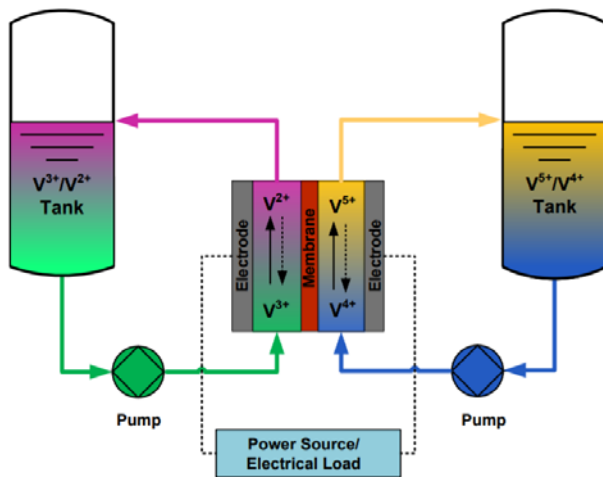 V³⁺/V²⁺
Tank
Electrode
V²⁺
V³⁺
Membrane
V⁵⁺
V⁴⁺
Electrode
V⁵⁺/V⁴⁺
Tank
Pump
Pump
Power Source/
Electrical Load